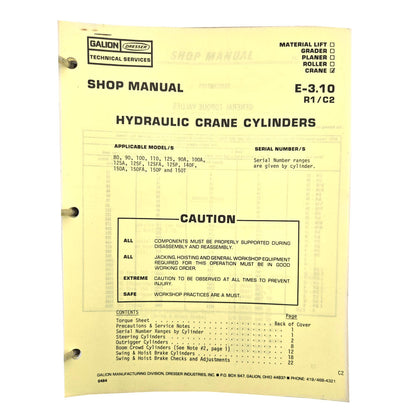 GALION DRESSER
TECHNICAL SERVICES
MATERIAL LIFT ☐
GRADER ☐
PLANER ☐
ROLLER ☐
CRANE ☑
SHOP MANUAL
E-3.10
R1/C2
HYDRAULIC CRANE CYLINDERS
APPLICABLE MODEL/S
SERIAL NUMBER/S
80, 90, 100, 110, 125, 90A, 100A,
125A, 125F, 125FA, 125P, 140F,
150A, 150FA, 150P and 150T
Serial Number ranges
are given by cylinder.
CAUTION
ALL COMPONENTS MUST BE PROPERLY SUPPORTED DURING
DISASSEMBLY AND REASSEMBLY.
ALL JACKING, HOISTING AND GENERAL WORKSHOP EQUIPMENT
REQUIRED FOR THIS OPERATION MUST BE IN GOOD
WORKING ORDER.
EXTREME CAUTION TO BE OBSERVED AT ALL TIMES TO PREVENT
INJURY.
SAFE WORKSHOP PRACTICES ARE A MUST.
CONTENTS Page
Torque Sheet Back of Cover
Precautions & Service Notes 1
Serial Number Ranges by Cylinder 1
Steering Cylinders 2
Outrigger Cylinders 8
Boom Crowd Cylinders (See Note #2, page 1) 12
Swing & Hoist Brake Cylinders 18
Swing & Hoist Brake Checks and Adjustments 22
C2
GALION MANUFACTURING DIVISION, DRESSER INDUSTRIES, INC. • P.O. BOX 647, GALION, OHIO 44833 • PHONE: 419/468-4321
0484